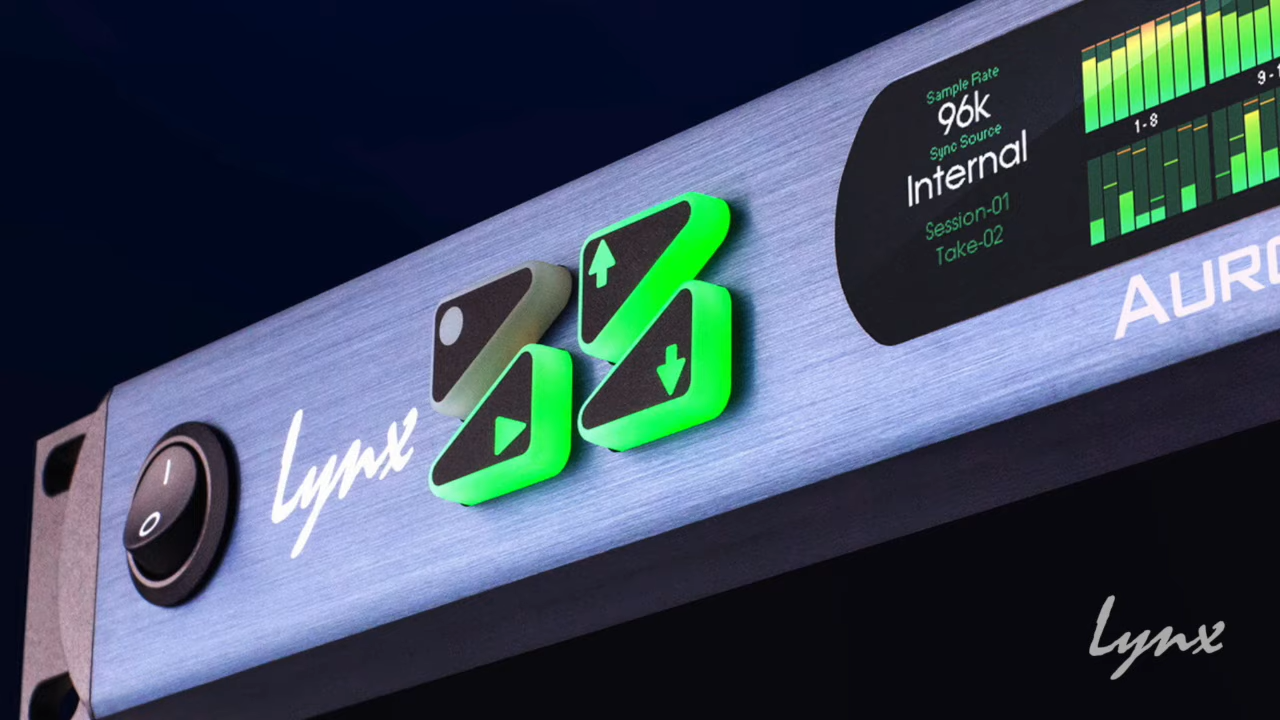 Sample Rate
96k
Sync Source
Internal
Session-01
Take-02
1-8
Lynx
Lynx